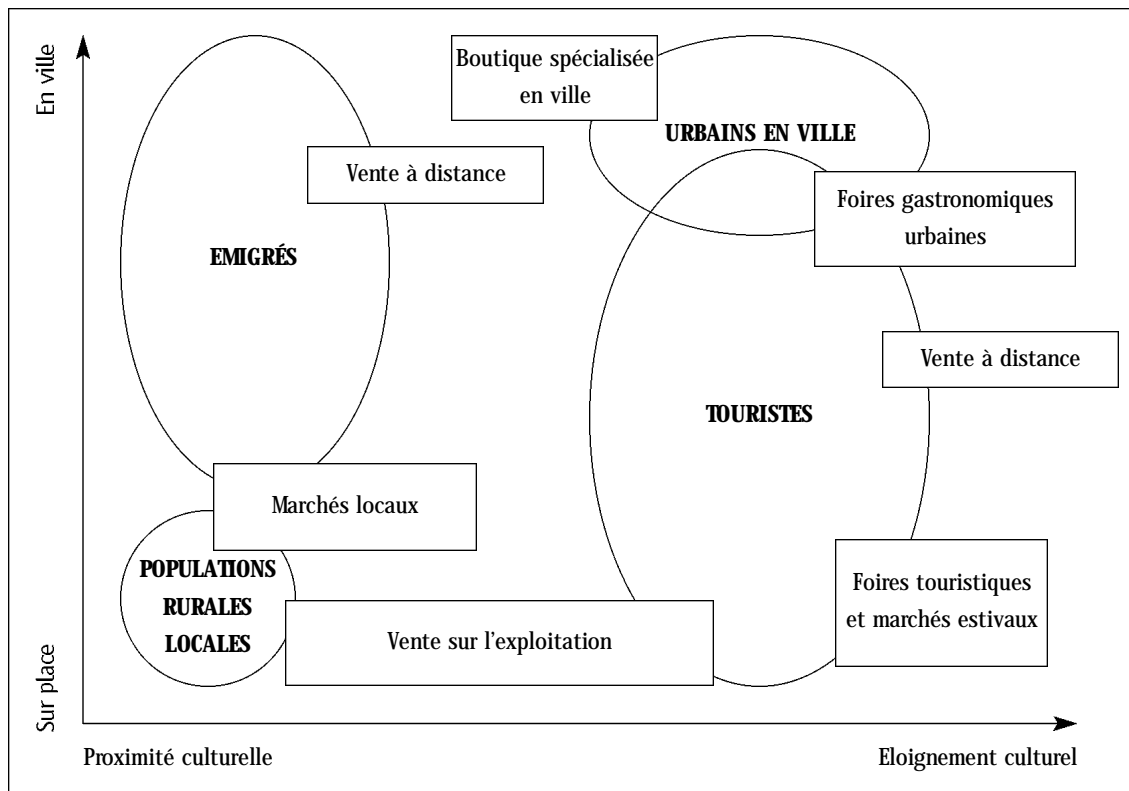 En ville
Boutique spécialisée
en ville
URBAINS EN VILLE
Vente à distance
Foires gastronomiques
urbaines
EMIGRÉS
Vente à distance
TOURISTES
Marchés locaux
POPULATIONS
RURALES
LOCALES
Vente sur l'exploitation
Foires touristiques
et marchés estivaux
Sur place
Proximité culturelle
Eloignement culturel